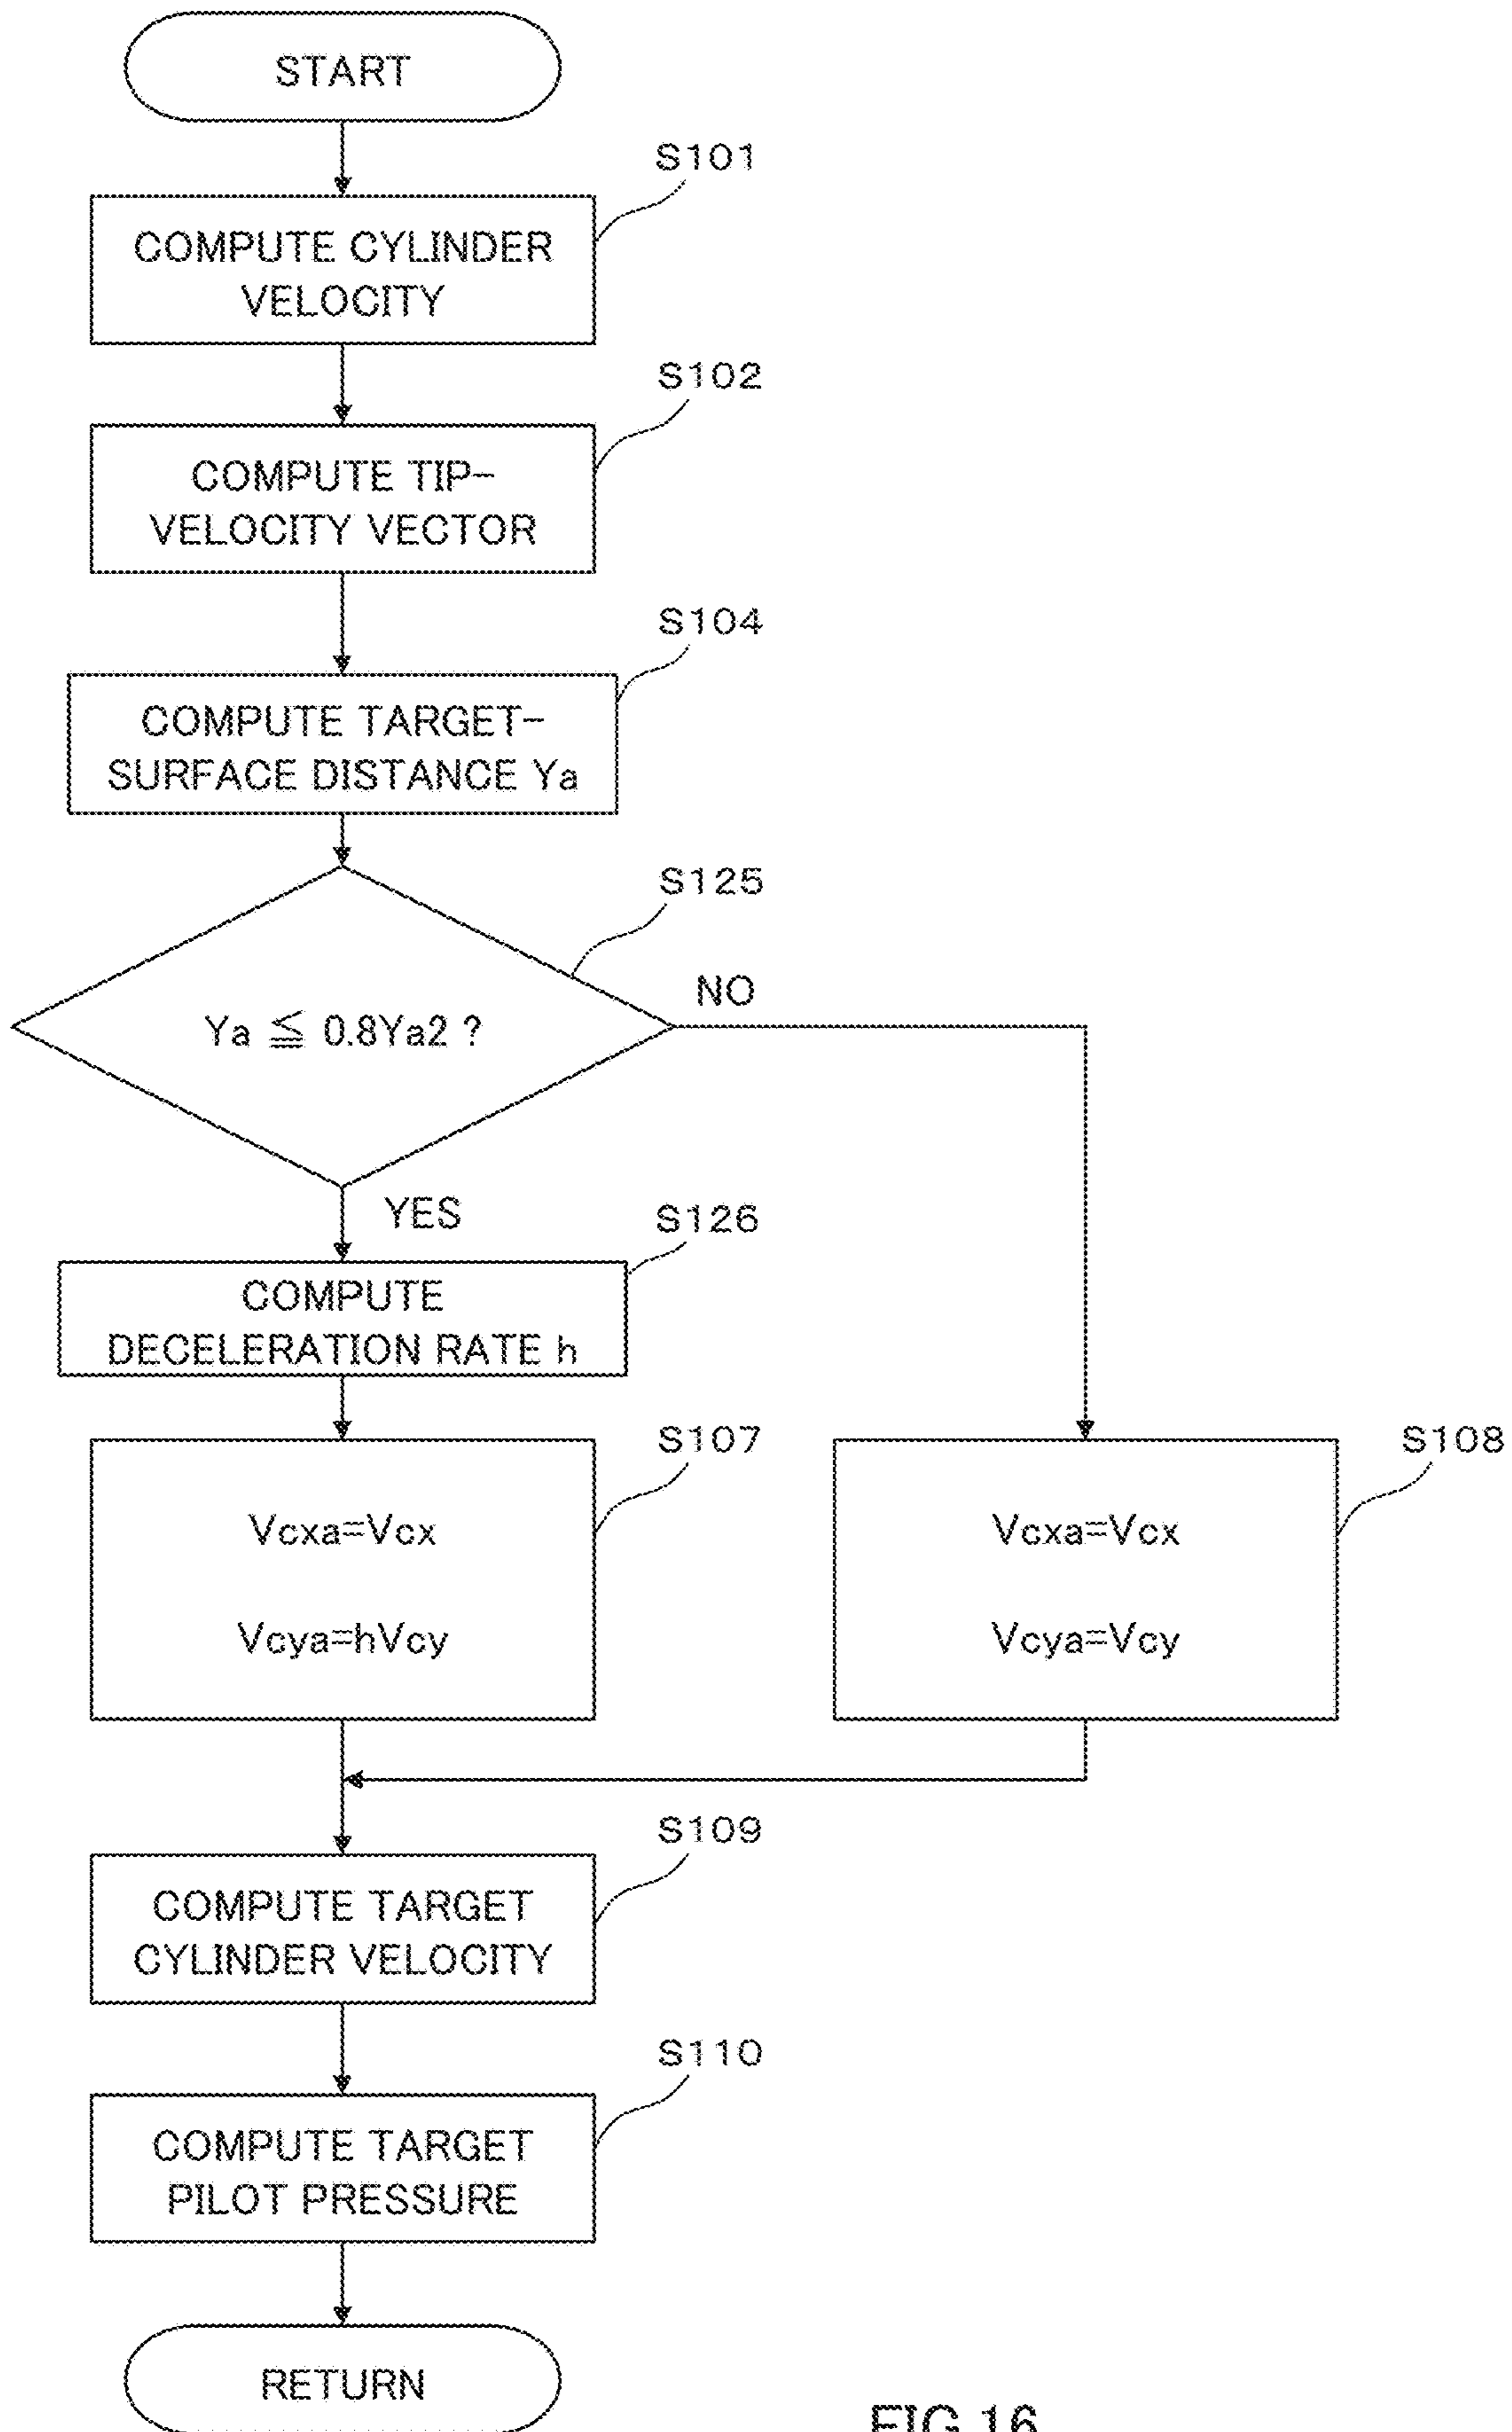 START
S101
COMPUTE CYLINDER
VELOCITY
S102
COMPUTE TIP-
VELOCITY VECTOR
S104
COMPUTE TARGET-
SURFACE DISTANCE Ya
S125
Ya ≦ 0.8Ya2 ?
NO
YES
S126
COMPUTE
DECELERATION RATE h
S107
Vcxa=Vcx
Vcya=hVcy
S108
Vcxa=Vcx
Vcya=Vcy
S109
COMPUTE TARGET
CYLINDER VELOCITY
S110
COMPUTE TARGET
PILOT PRESSURE
RETURN
FIG.16